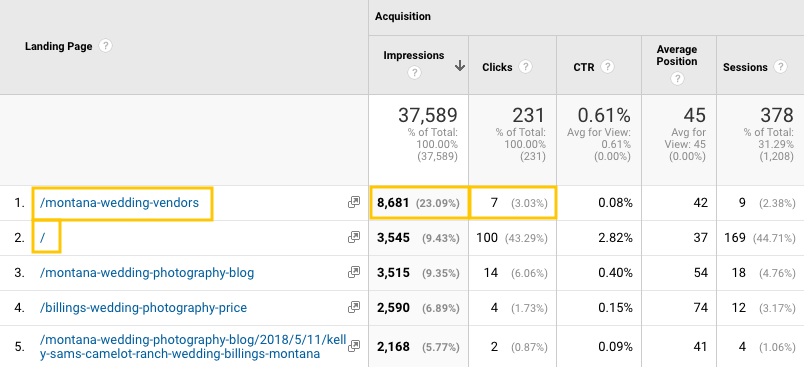 Acquisition
Landing Page ?
Impressions ?
Clicks ?
CTR ?
Average Position ?
Sessions ?
37,589 231 0.61% 45 378
% of Total: % of Total: Avg for View: Avg for % of Total:
100.00% 100.00% 0.61% View: 45 31.29%
(37,589) (231) (0.00%) (0.00%) (1,208)
1. /montana-wedding-vendors 8,681 (23.09%) 7 (3.03%) 0.08% 42 9 (2.38%)
2. / 3,545 (9.43%) 100 (43.29%) 2.82% 37 169 (44.71%)
3. /montana-wedding-photography-blog 3,515 (9.35%) 14 (6.06%) 0.40% 54 18 (4.76%)
4. /billings-wedding-photography-price 2,590 (6.89%) 4 (1.73%) 0.15% 74 12 (3.17%)
5. /montana-wedding-photography-blog/2018/5/11/kell
y-sams-camelot-ranch-wedding-billings-montana 2,168 (5.77%) 2 (0.87%) 0.09% 41 4 (1.06%)